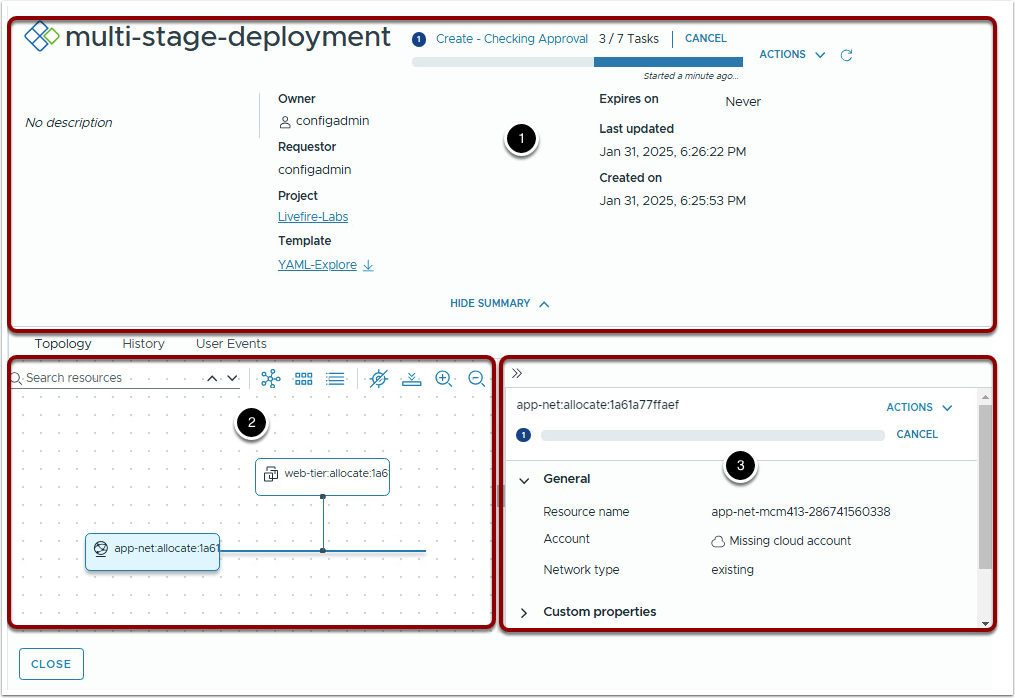 multi-stage-deployment
1 Create - Checking Approval 3 / 7 Tasks CANCEL
ACTIONS
Started a minute ago...
No description
Owner
configadmin
Requestor
configadmin
Project
Livefire-Labs
Template
YAML-Explore
1
Expires on Never
Last updated
Jan 31, 2025, 6:26:22 PM
Created on
Jan 31, 2025, 6:25:53 PM
HIDE SUMMARY
Topology History User Events
Search resources
2
web-tier:allocate:1a6
app-net:allocate:1a61
app-net:allocate:1a61a77ffaef
ACTIONS
1 CANCEL
3
General
Resource name app-net-mcm413-286741560338
Account Missing cloud account
Network type existing
Custom properties
CLOSE